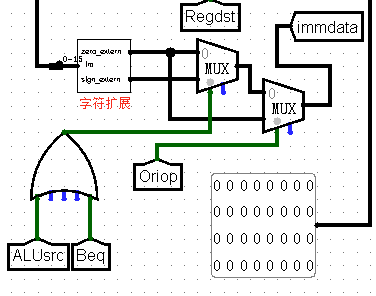 Regdst
immdata
zero_extern
0-15
Im
sign_extern
字符扩展
0
MUX
0
MUX
Oriop
ALUsrc
Beq
0 0 0 0 0 0 0 0
0 0 0 0 0 0 0 0
0 0 0 0 0 0 0 0
0 0 0 0 0 0 0 0